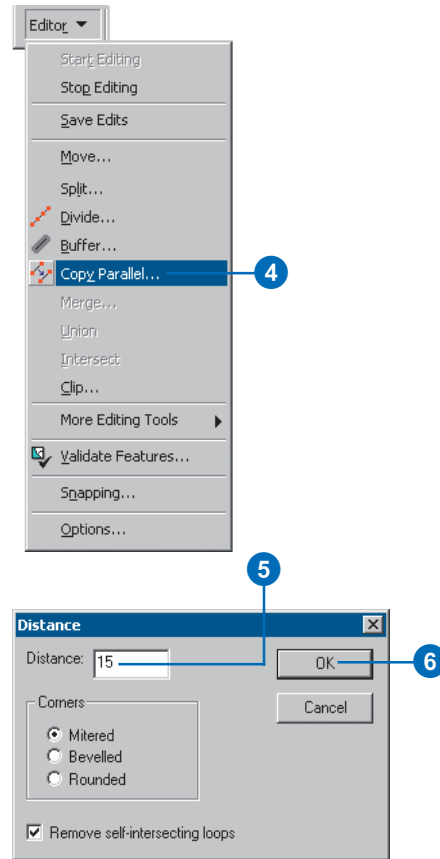 Editor
Start Editing
Stop Editing
Save Edits
Move...
Split...
Divide...
Buffer...
Copy Parallel...
4
Merge...
Union
Intersect
Clip...
More Editing Tools
Validate Features...
Snapping...
Options...
5
Distance
Distance: 15
OK
6
Corners
Cancel
Mitered
Bevelled
Rounded
Remove self-intersecting loops